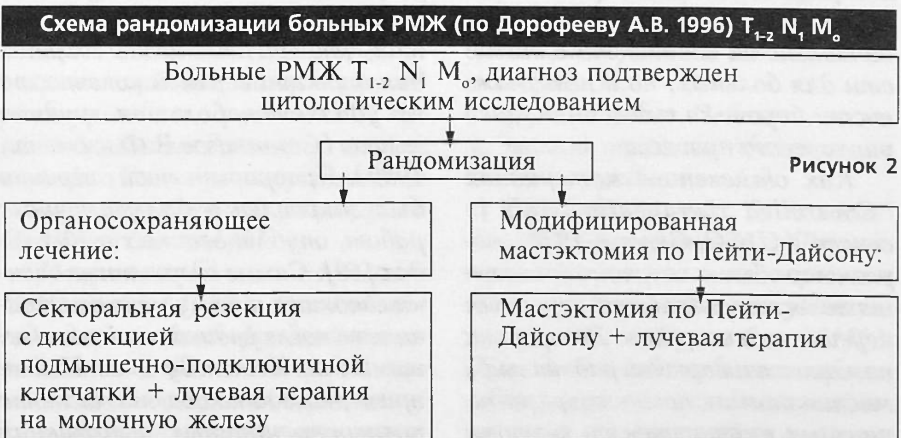 Схема рандомизации больных РМЖ (по Дорофееву А.В. 1996) T₁₋₂ N₁ M₀
Больные РМЖ T₁₋₂ N₁ M₀, диагноз подтвержден
цитологическим исследованием
Рандомизация
Рисунок 2
Органосохраняющее
лечение:
Модифицированная
мастэктомия по Пейти-Дайсону:
Секторальная резекция
с диссекцией
подмышечно-подключичной
клетчатки + лучевая терапия
на молочную железу
Мастэктомия по Пейти-
Дайсону + лучевая терапия